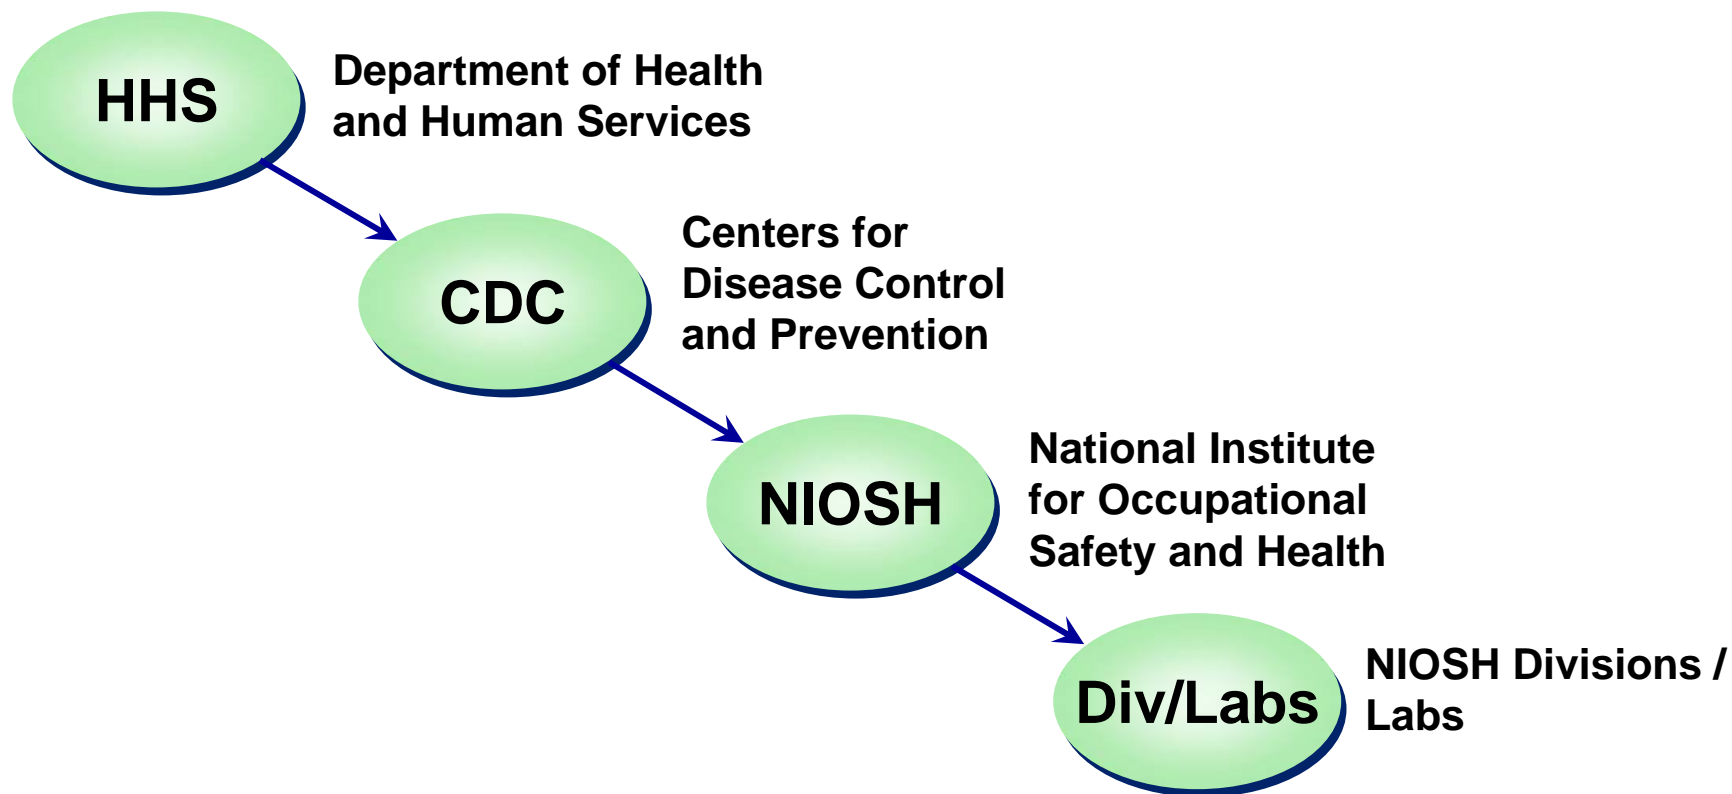 HHS
Department of Health
and Human Services
CDC
Centers for
Disease Control
and Prevention
NIOSH
National Institute
for Occupational
Safety and Health
Div/Labs
NIOSH Divisions /
Labs